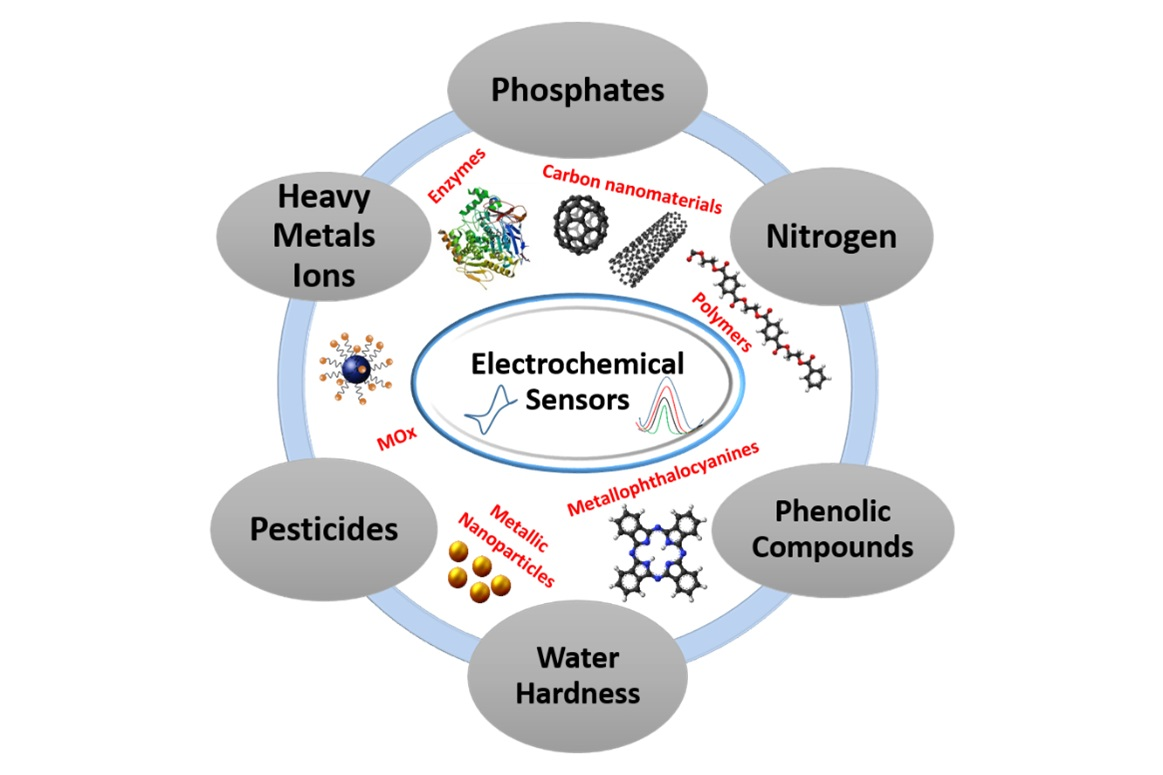 Phosphates
Enzymes
Carbon nanomaterials
Heavy
Metals
Ions
Nitrogen
Polymers
Electrochemical
Sensors
MOx
Metallophthalocyanines
Pesticides
Metallic
Nanoparticles
Phenolic
Compounds
Water
Hardness